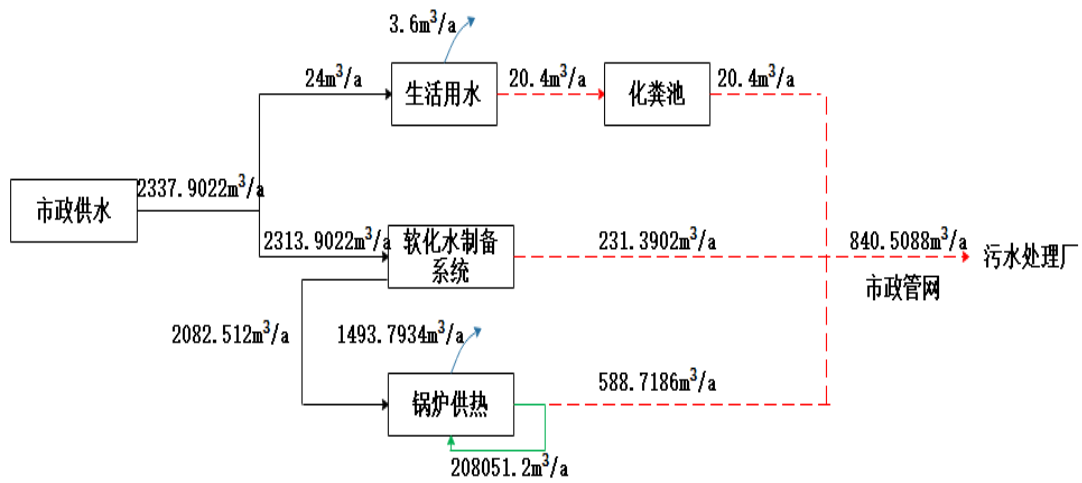 3.6m³/a
24m³/a
生活用水
20.4m³/a
化粪池
20.4m³/a
市政供水
2337.9022m³/a
2313.9022m³/a
软化水制备
系统
231.3902m³/a
840.5088m³/a
市政管网
污水处理厂
2082.512m³/a
1493.7934m³/a
锅炉供热
588.7186m³/a
208051.2m³/a